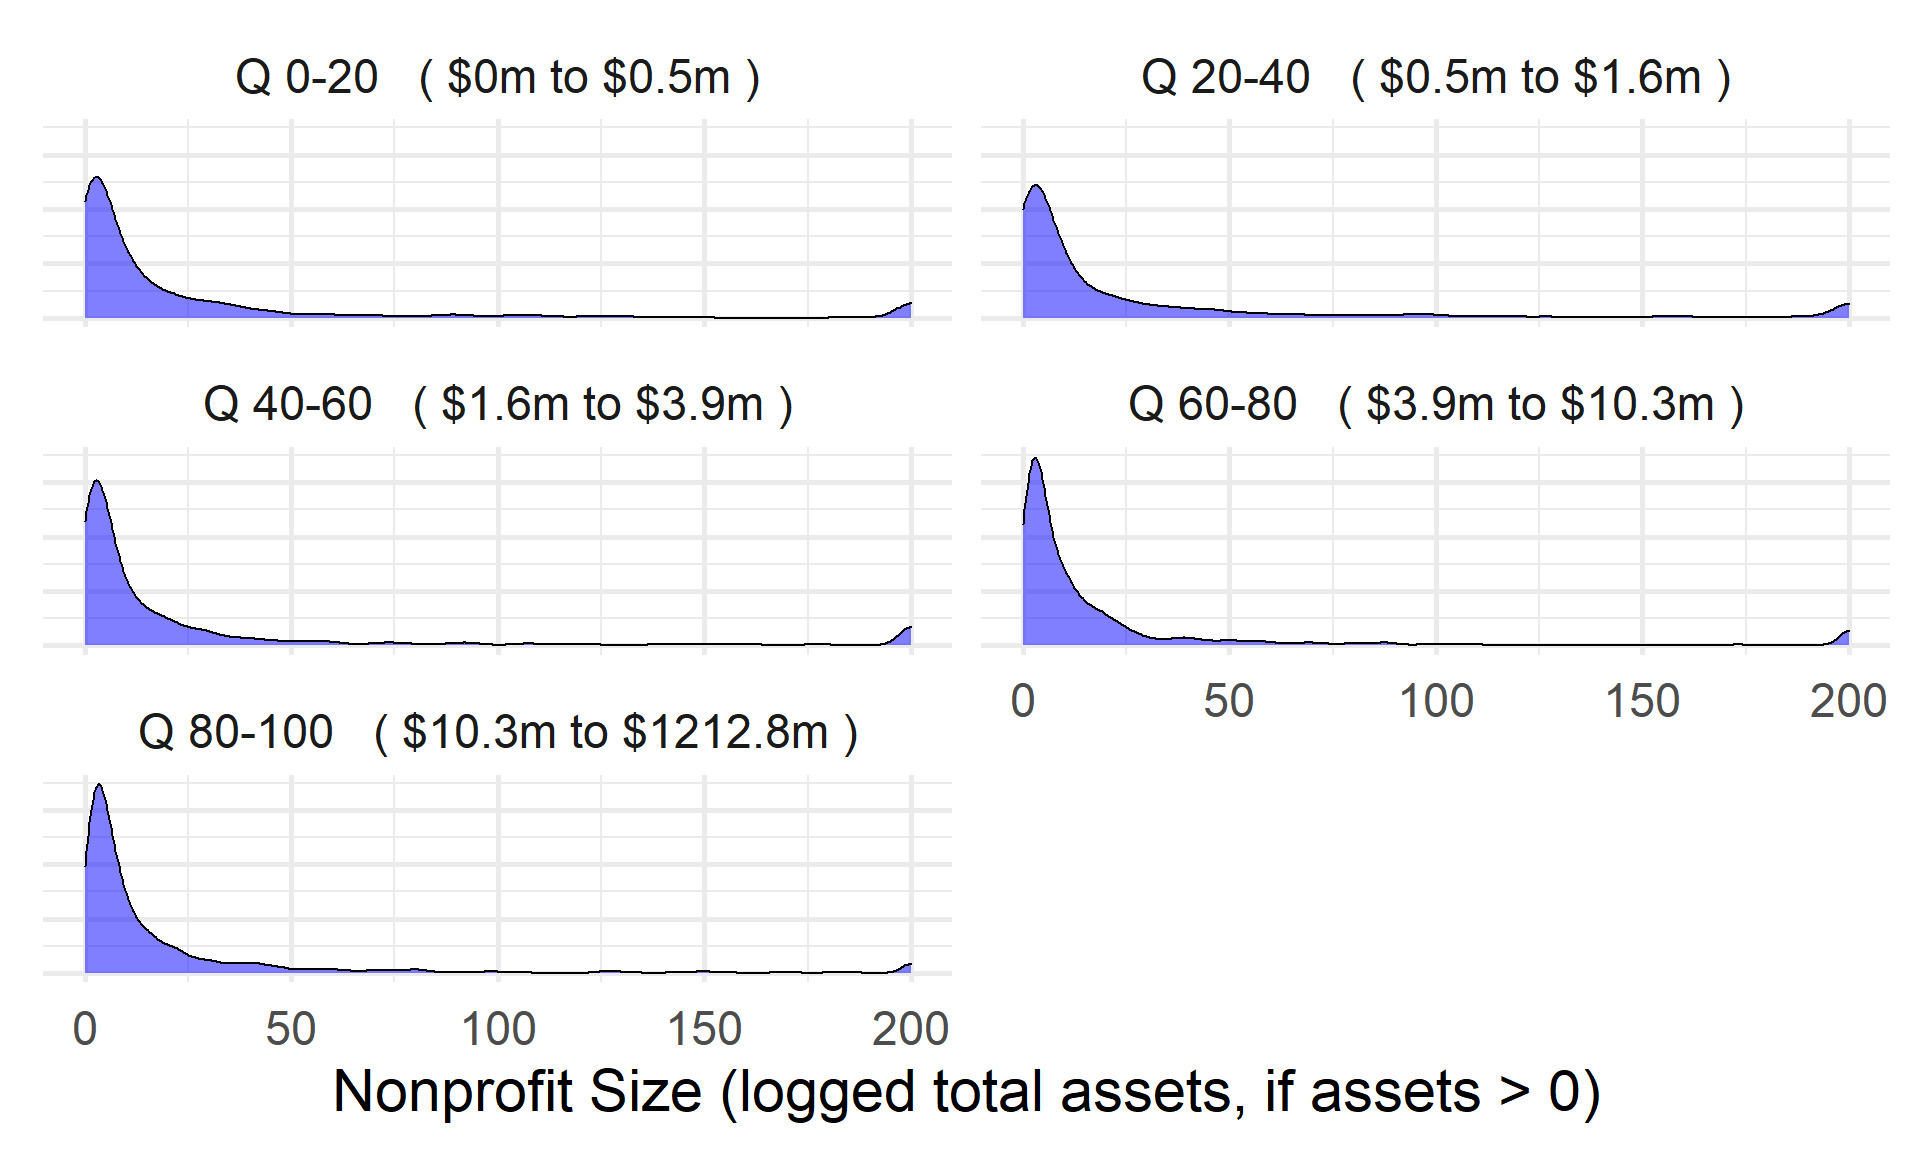 Q 0-20 ( $0m to $0.5m )
Q 20-40 ( $0.5m to $1.6m )
Q 40-60 ( $1.6m to $3.9m )
Q 60-80 ( $3.9m to $10.3m )
0 50 100 150 200
Q 80-100 ( $10.3m to $1212.8m )
0 50 100 150 200
Nonprofit Size (logged total assets, if assets > 0)